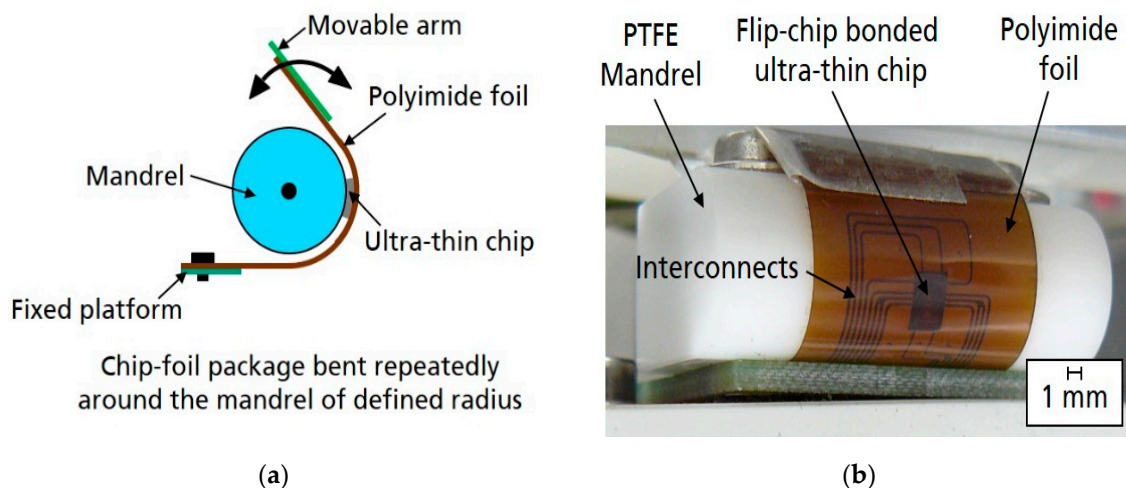 Movable arm
Polyimide foil
Mandrel
Ultra-thin chip
Fixed platform
Chip-foil package bent repeatedly
around the mandrel of defined radius
(a)
PTFE
Mandrel
Flip-chip bonded
ultra-thin chip
Polyimide
foil
Interconnects
1 mm
(b)